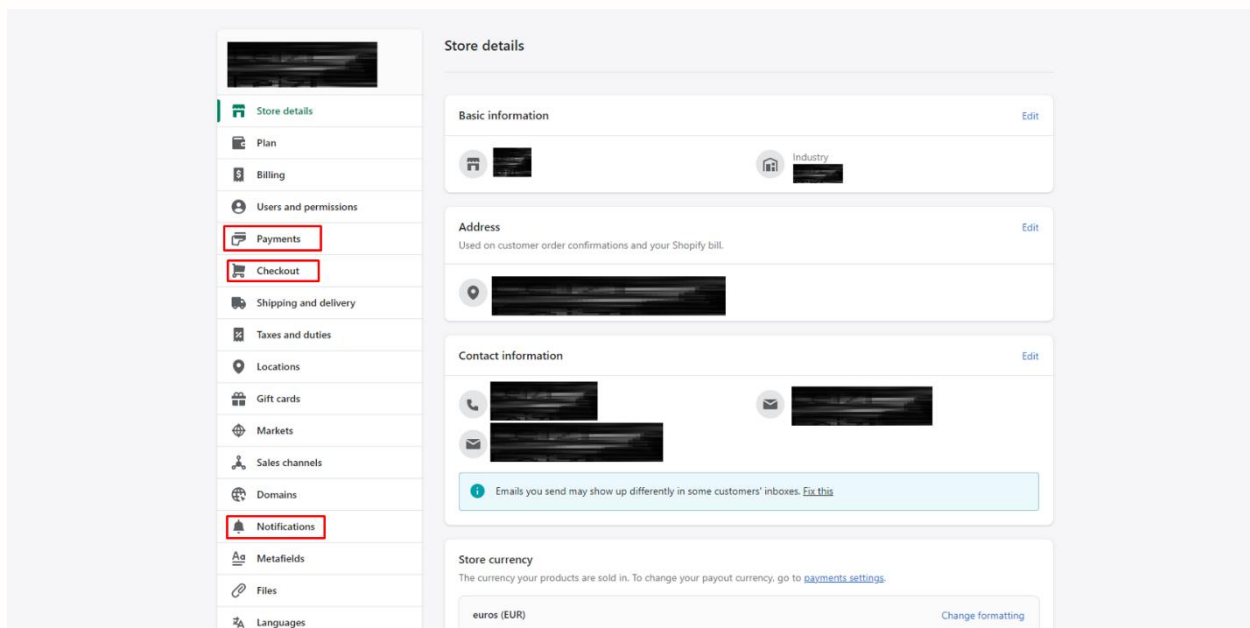 Store details
Plan
Billing
Users and permissions
Payments
Checkout
Shipping and delivery
Taxes and duties
Locations
Gift cards
Markets
Sales channels
Domains
Notifications
Metafields
Files
Languages
Store details
Basic information
Edit
Industry
Address
Edit
Used on customer order confirmations and your Shopify bill.
Contact information
Edit
Emails you send may show up differently in some customers' inboxes. Fix this
Store currency
The currency your products are sold in. To change your payout currency, go to payments settings.
euros (EUR)
Change formatting